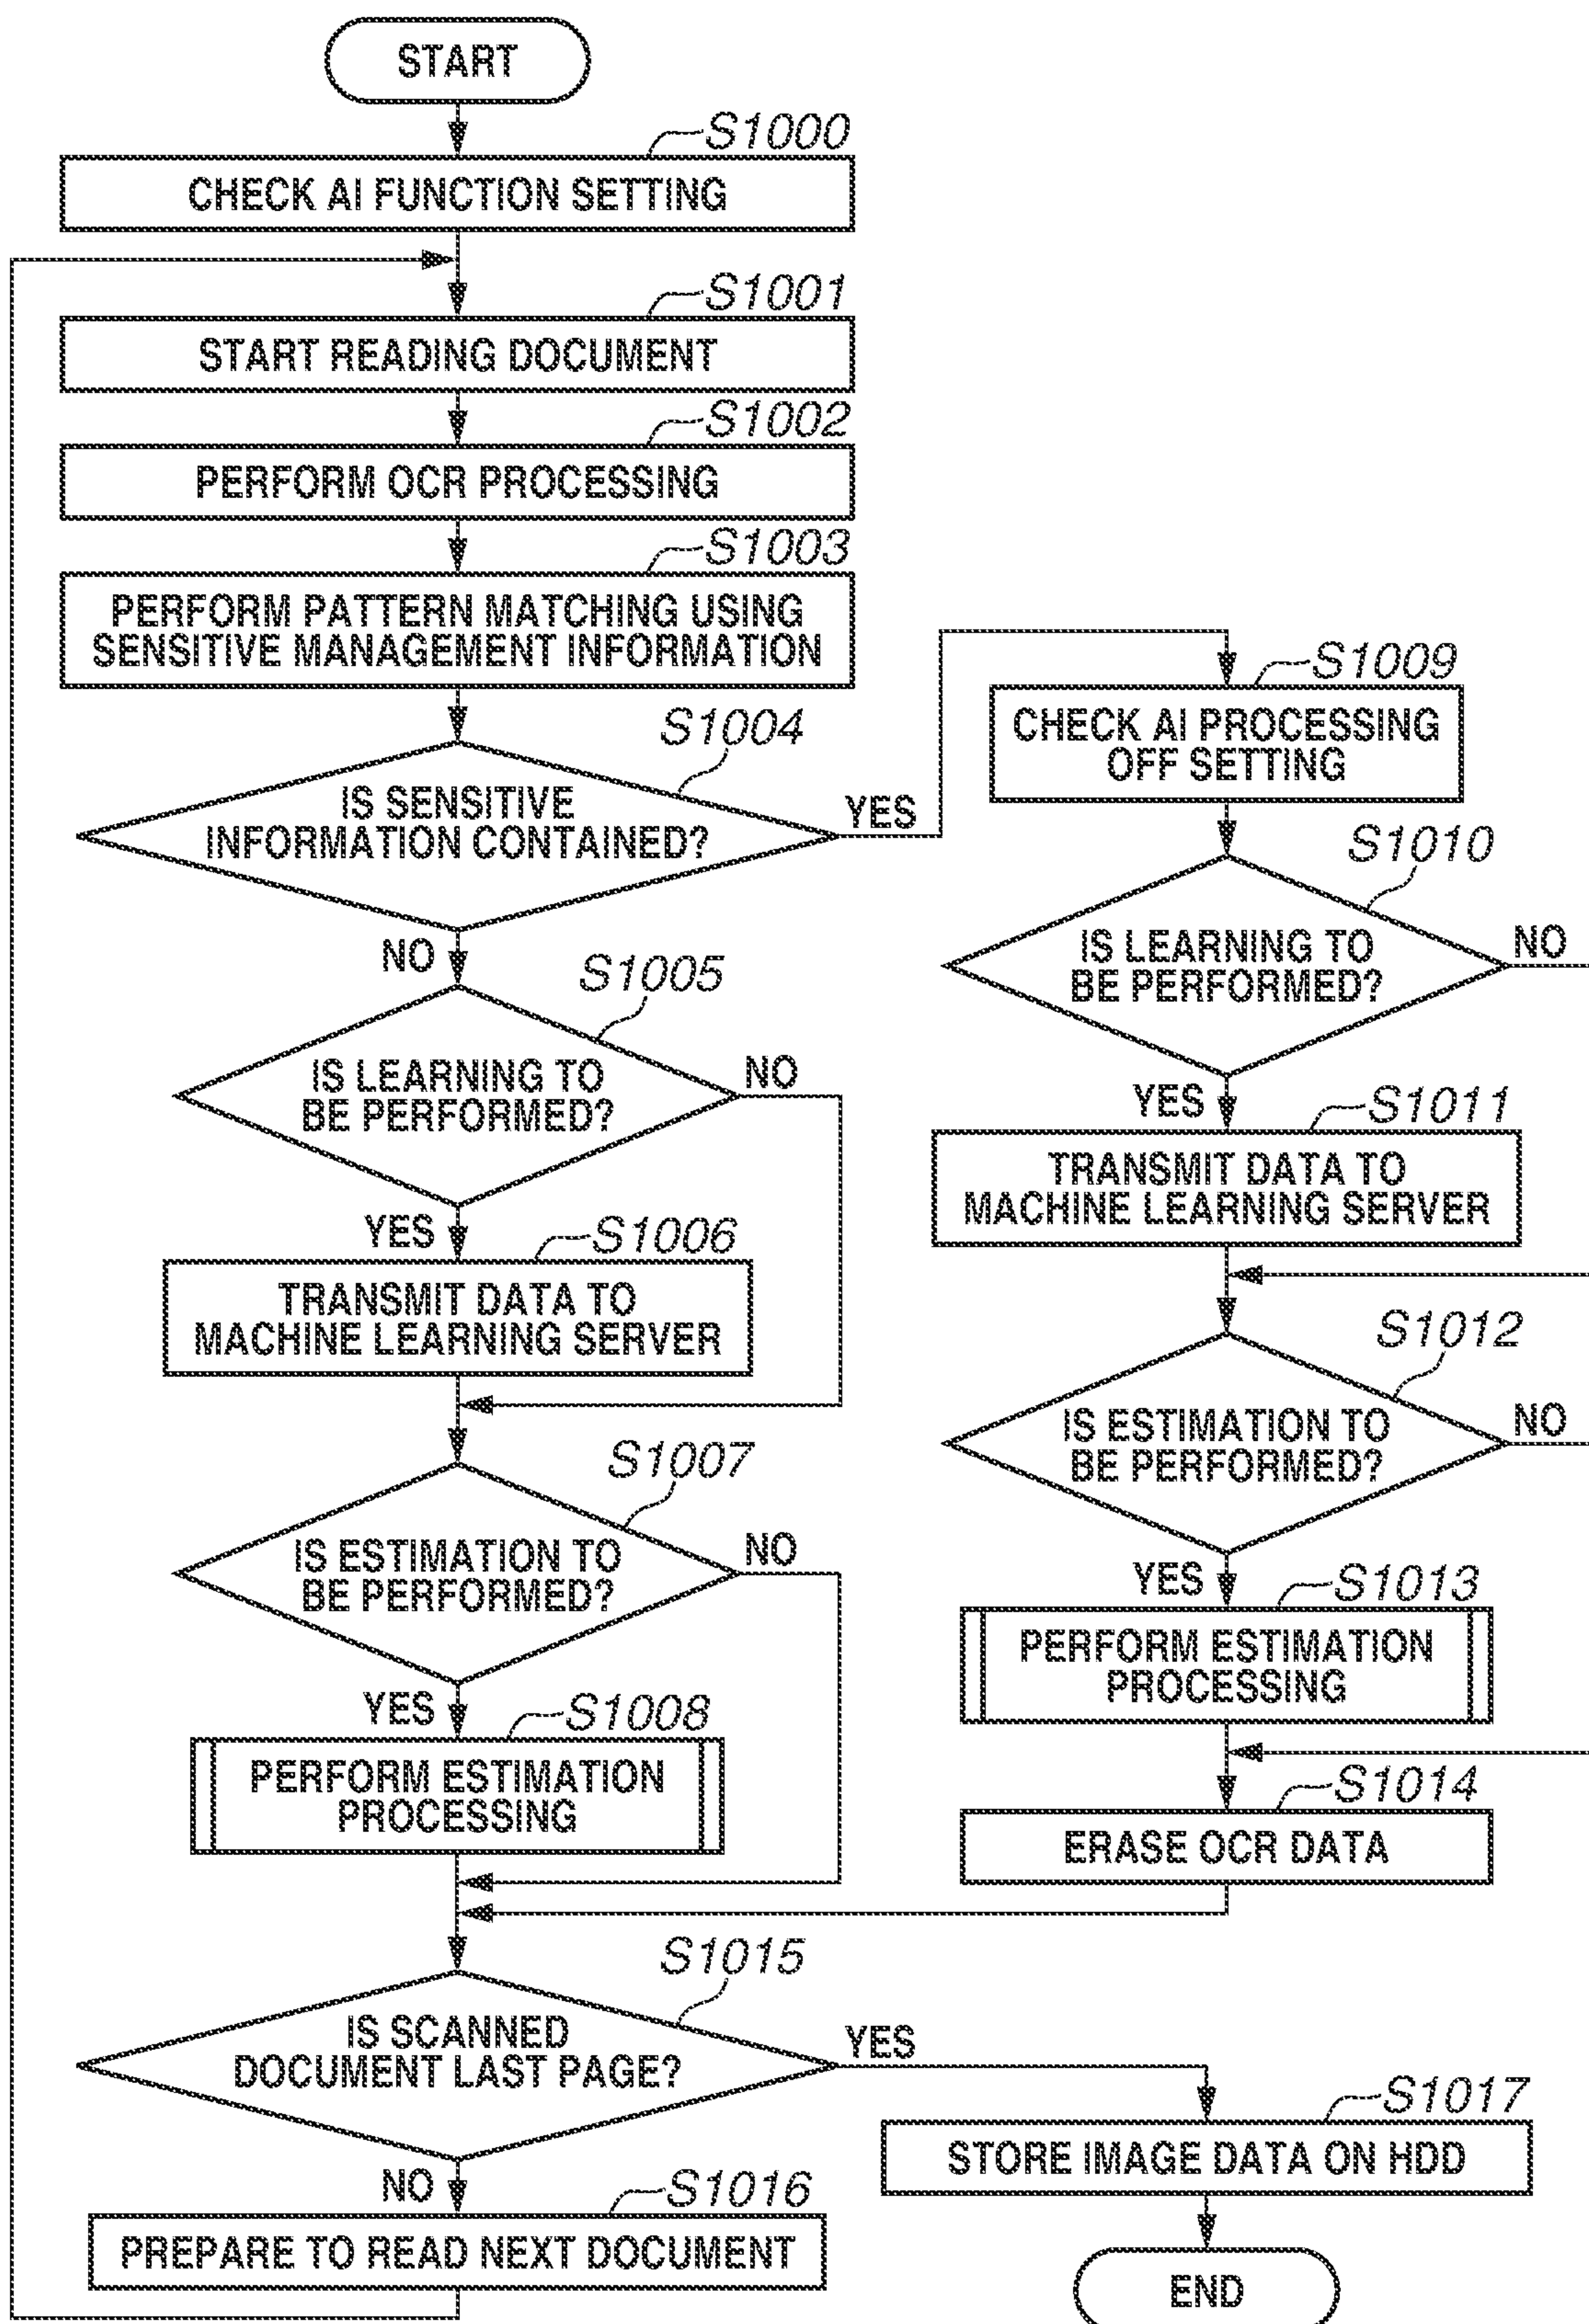 START
S1000
CHECK AI FUNCTION SETTING
S1001
START READING DOCUMENT
S1002
PERFORM OCR PROCESSING
S1003
PERFORM PATTERN MATCHING USING
SENSITIVE MANAGEMENT INFORMATION
S1004
IS SENSITIVE
INFORMATION CONTAINED?
YES
NO
S1005
IS LEARNING TO
BE PERFORMED?
NO
YES
S1006
TRANSMIT DATA TO
MACHINE LEARNING SERVER
S1007
IS ESTIMATION TO
BE PERFORMED?
NO
YES
S1008
PERFORM ESTIMATION
PROCESSING
S1009
CHECK AI PROCESSING
OFF SETTING
S1010
IS LEARNING TO
BE PERFORMED?
NO
YES
S1011
TRANSMIT DATA TO
MACHINE LEARNING SERVER
S1012
IS ESTIMATION TO
BE PERFORMED?
NO
YES
S1013
PERFORM ESTIMATION
PROCESSING
S1014
ERASE OCR DATA
S1015
IS SCANNED
DOCUMENT LAST PAGE?
YES
NO
S1016
PREPARE TO READ NEXT DOCUMENT
S1017
STORE IMAGE DATA ON HDD
END